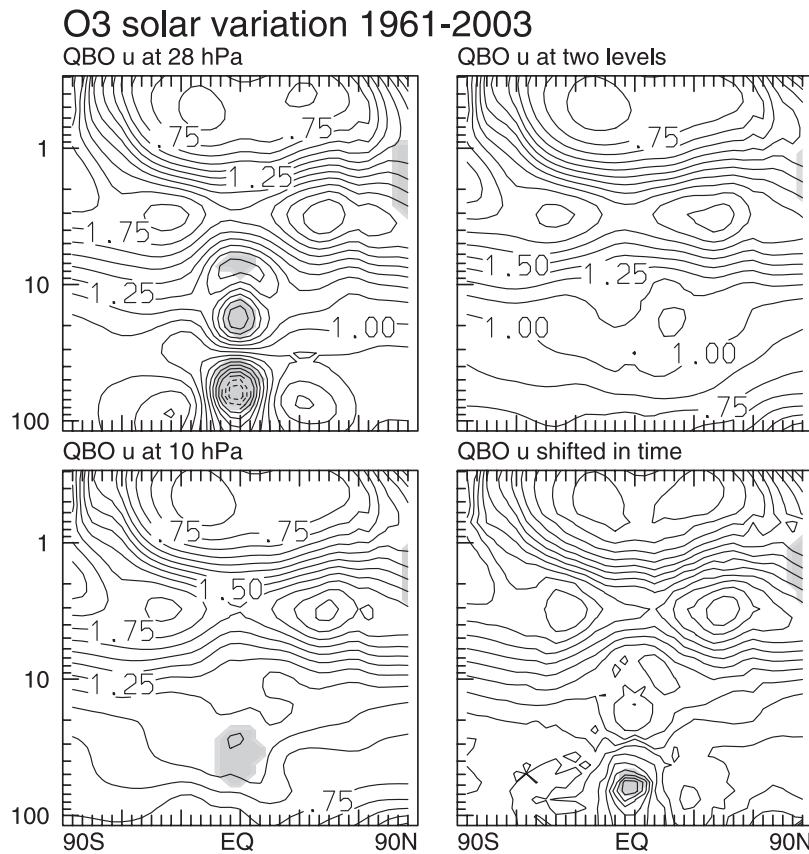 O3 solar variation 1961-2003
QBO u at 28 hPa
QBO u at two levels
.75
.75
.75
1
1.25
1.75
10
1.50
1.25
1.25
1.00
1.00
1.00
100
.75
QBO u at 10 hPa
QBO u shifted in time
.75
.75
1
1.50
1.75
10
1.25
100
.75
90S
EQ
90N
90S
EQ
90N